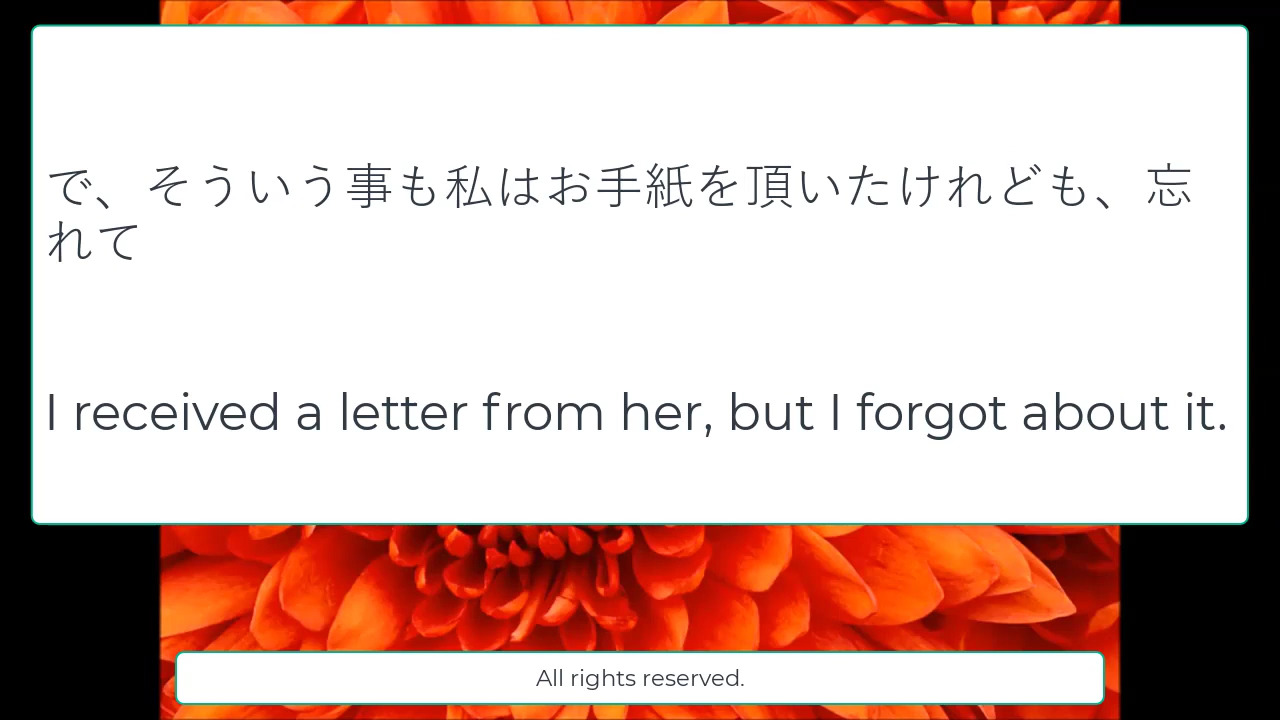 で、そういう事も私はお手紙を頂いたけれども、忘
れて
I received a letter from her, but I forgot about it.
All rights reserved.